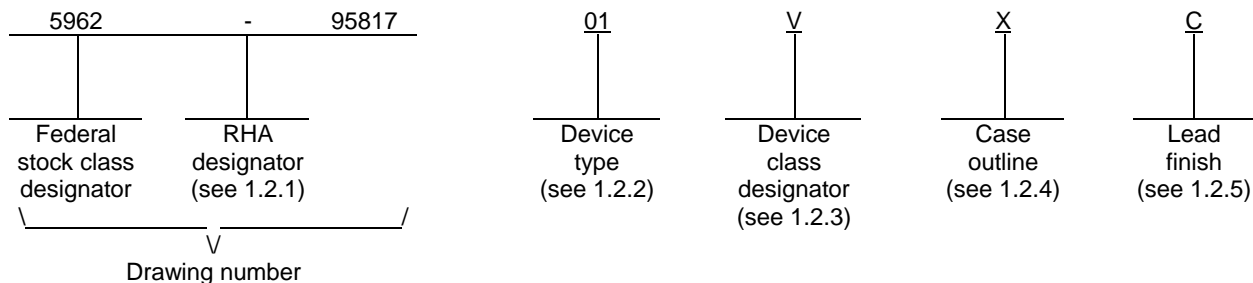 5962 - 95817 01 V X C
Federal stock class designator
RHA designator (see 1.2.1)
Device type (see 1.2.2)
Device class designator (see 1.2.3)
Case outline (see 1.2.4)
Lead finish (see 1.2.5)
\ /
\/
Drawing number